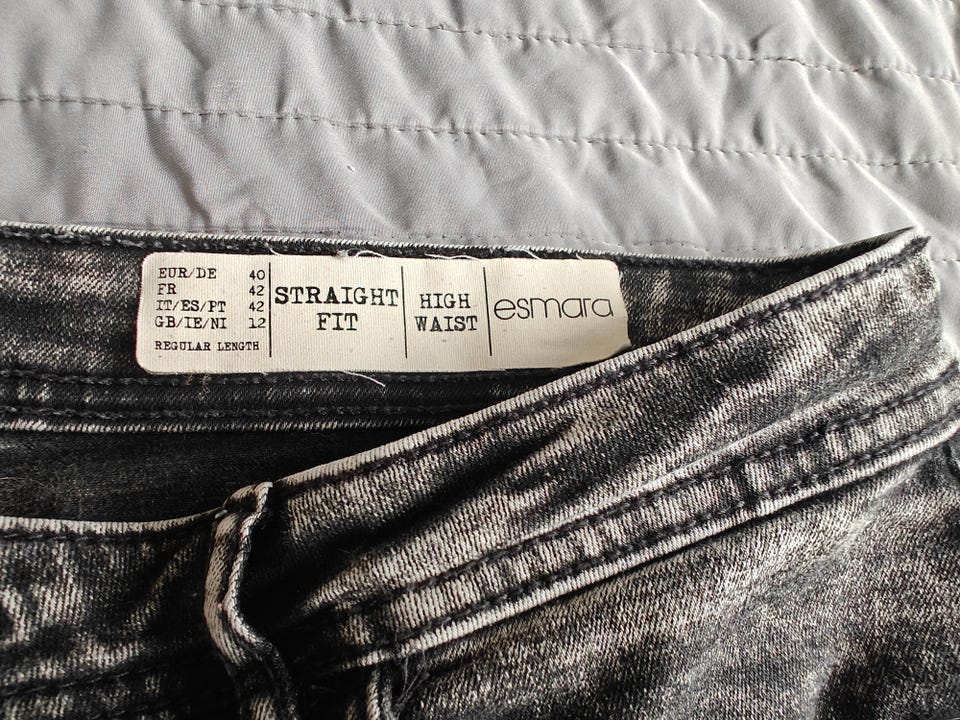 EUR/DE 40
FR 42
IT/ES/PT 42
GB/IE/NI 12
REGULAR LENGTH
STRAIGHT
FIT
HIGH
WAIST
esmara